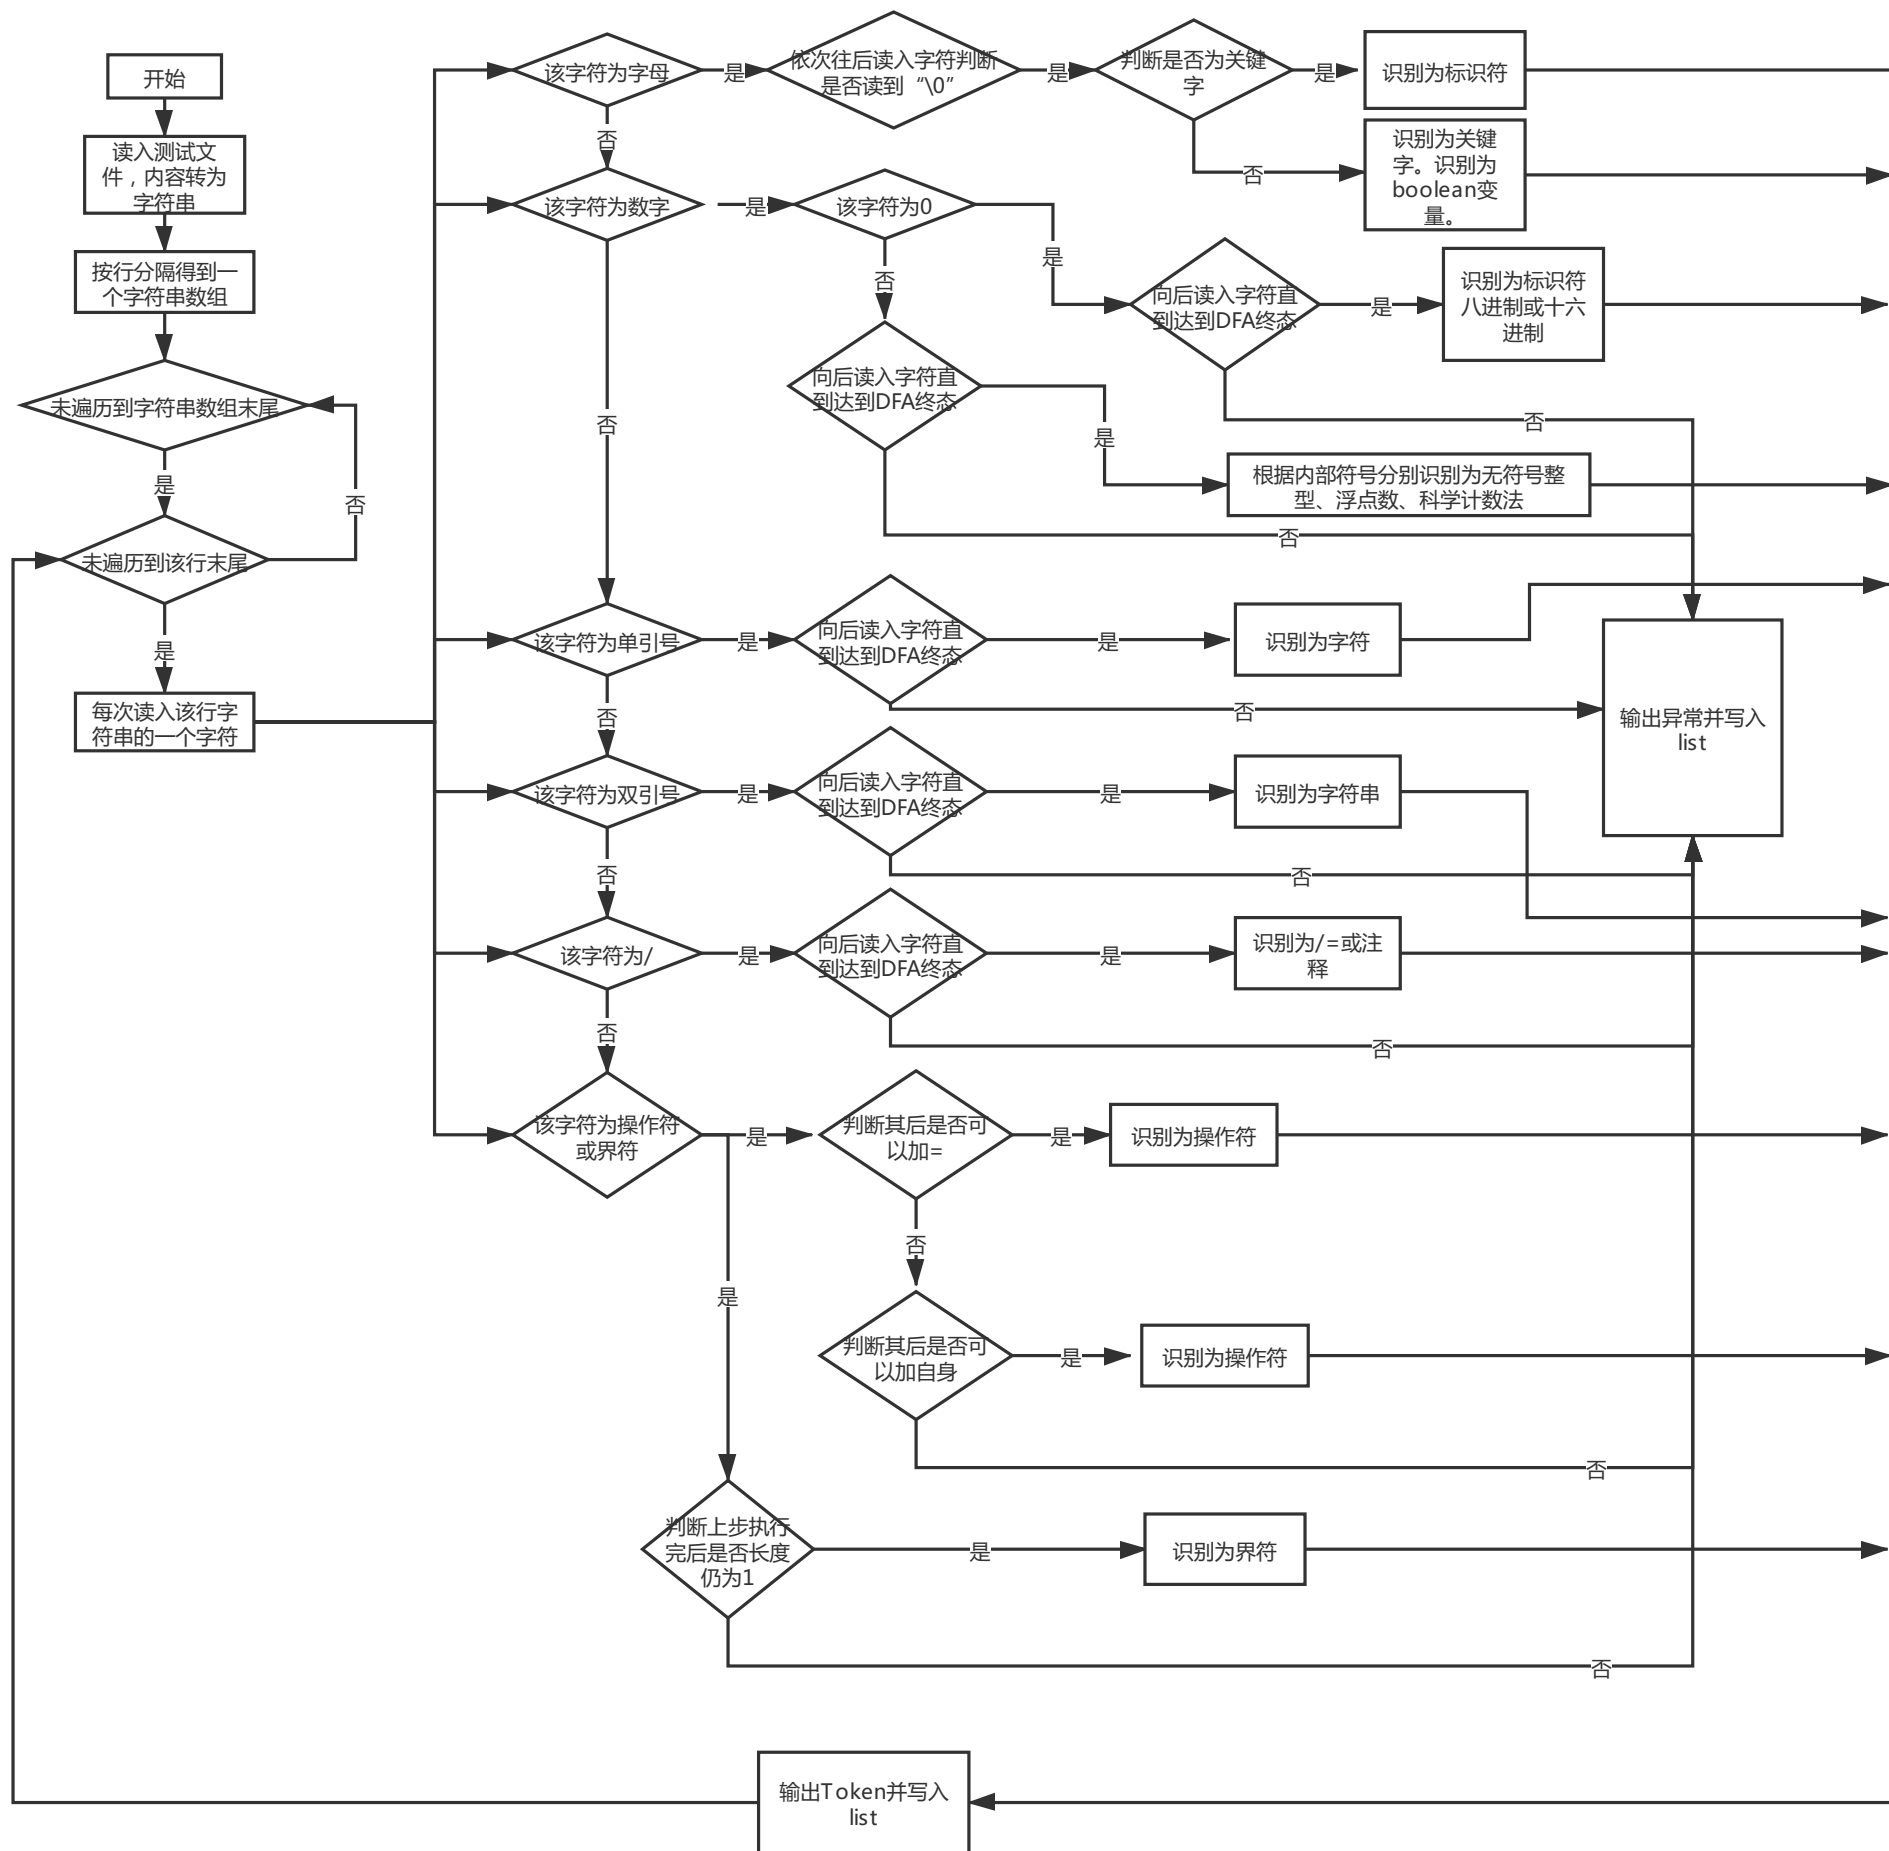 开始
读入测试文
件，内容转为
字符串
按行分隔得到一
个字符串数组
未遍历到字符串数组末尾
是
否
未遍历到该行末尾
是
每次读入该行字
符串的一个字符
该字符为字母
是
依次往后读入字符判断
是否读到“\0”
是
判断是否为关键
字
是
识别为标识符
否
识别为关键
字。识别为
boolean变
量。
否
该字符为数字
是
该字符为0
是
向后读入字符直
到达到DFA终态
是
识别为标识符
八进制或十六
进制
否
否
向后读入字符直
到达到DFA终态
是
根据内部符号分别识别为无符号整
型、浮点数、科学计数法
否
否
该字符为单引号
是
向后读入字符直
到达到DFA终态
是
识别为字符
否
输出异常并写入
list
否
该字符为双引号
是
向后读入字符直
到达到DFA终态
是
识别为字符串
否
否
该字符为/
是
向后读入字符直
到达到DFA终态
是
识别为/=或注
释
否
否
该字符为操作符
或界符
是
判断其后是否可
以加=
是
识别为操作符
否
是
判断其后是否可
以加自身
是
识别为操作符
否
判断上步执行
完后是否长度
仍为1
是
识别为界符
否
输出Token并写入
list